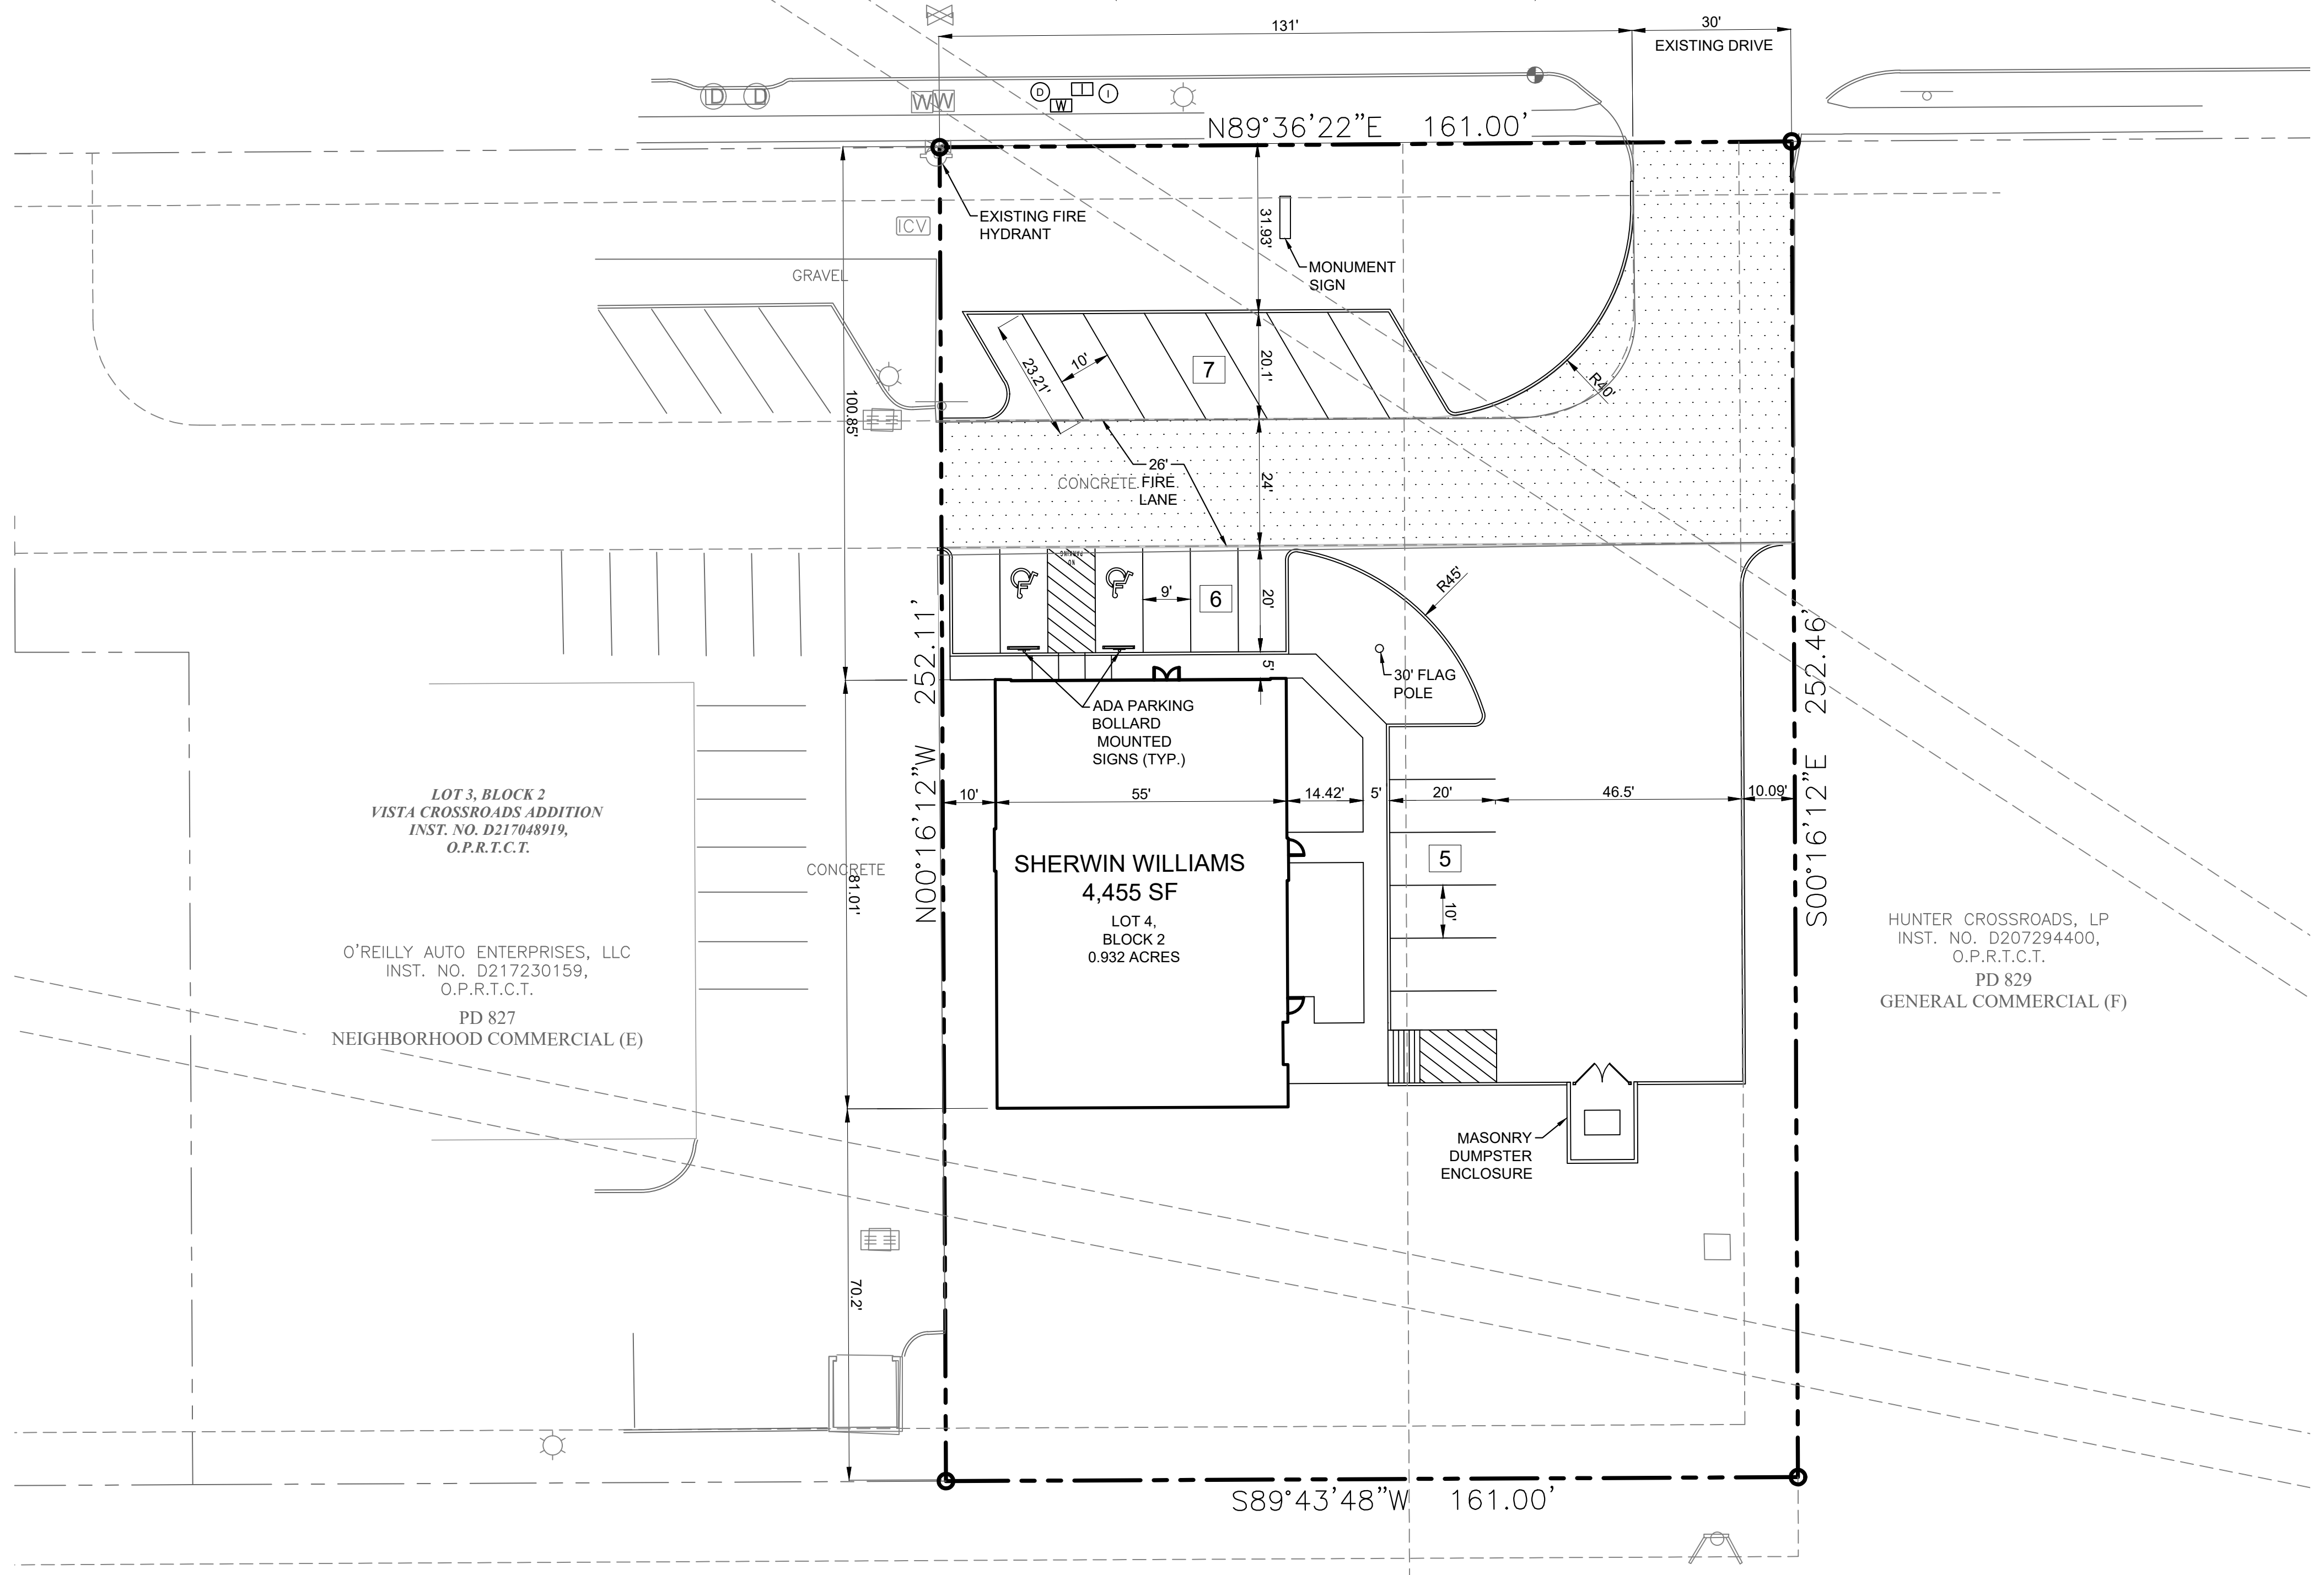 131'
30'
EXISTING DRIVE
D
D
W
W
D
I
I
W
N89°36'22"E 161.00'
EXISTING FIRE
HYDRANT
ICV
31.93'
MONUMENT
SIGN
GRAVEL
23.21'
10'
7
20.1'
R40'
100.85'
26'
FIRE
LANE
CONCRETE
24'
NO
PARKING
9'
6
20'
R45'
5'
30' FLAG
POLE
ADA PARKING
BOLLARD
MOUNTED
SIGNS (TYP.)
N00°16'12"W 252.11'
S00°16'12"E 252.46'
10'
55'
14.42'
5'
20'
46.5'
10.09'
LOT 3, BLOCK 2
VISTA CROSSROADS ADDITION
INST. NO. D217048919,
O.P.R.T.C.T.
CONCRETE
81.01'
SHERWIN WILLIAMS
4,455 SF
LOT 4,
BLOCK 2
0.932 ACRES
5
10'
O'REILLY AUTO ENTERPRISES, LLC
INST. NO. D217230159,
O.P.R.T.C.T.
PD 827
NEIGHBORHOOD COMMERCIAL (E)
HUNTER CROSSROADS, LP
INST. NO. D207294400,
O.P.R.T.C.T.
PD 829
GENERAL COMMERCIAL (F)
MASONRY
DUMPSTER
ENCLOSURE
70.2'
S89°43'48"W 161.00'